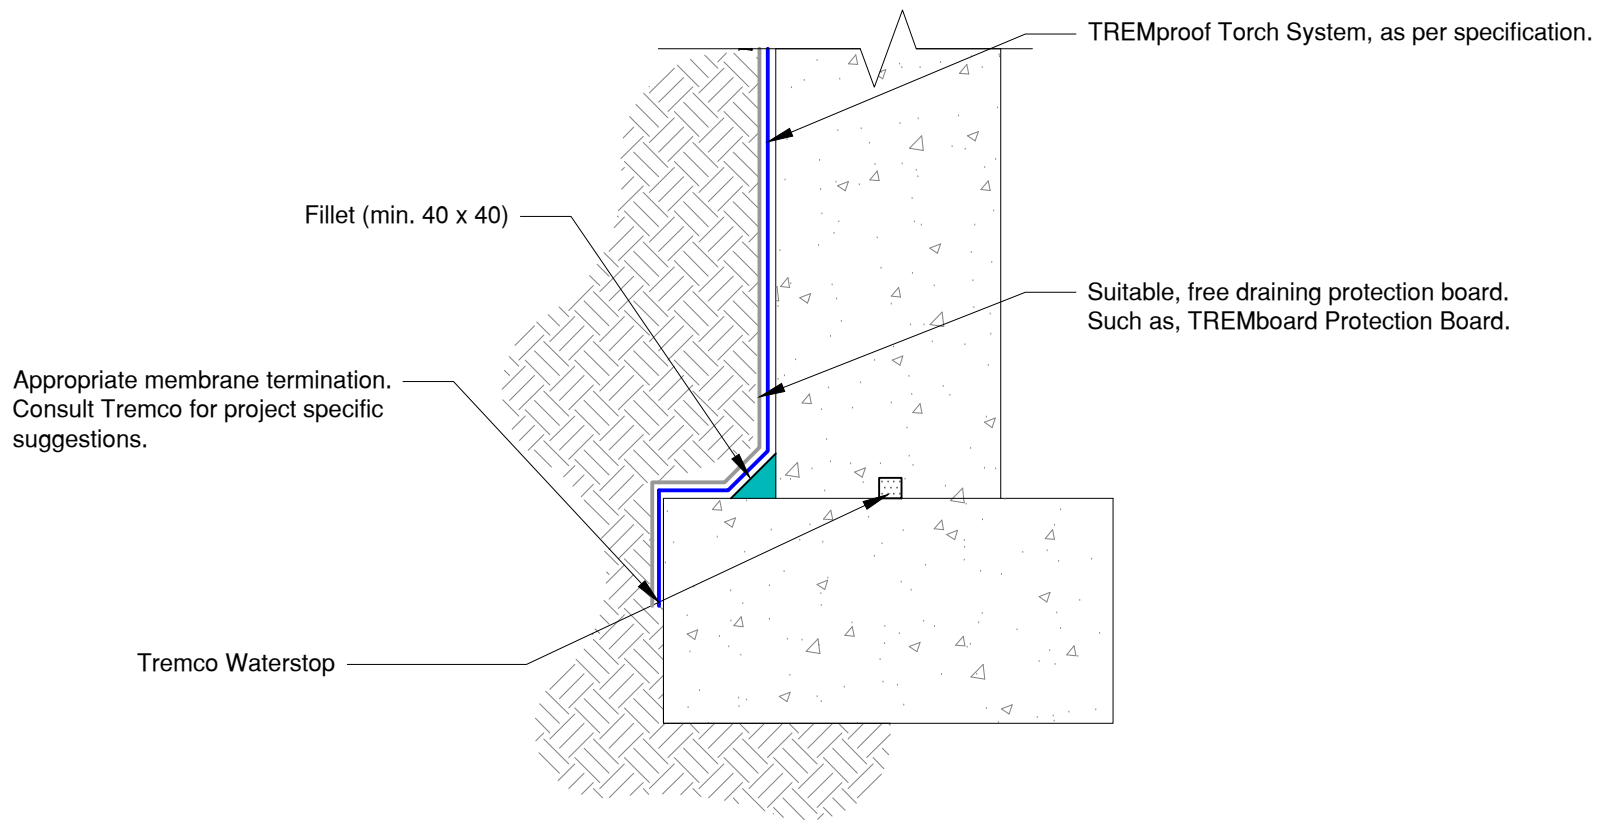 TREMproof Torch System, as per specification.
Fillet (min. 40 x 40)
Suitable, free draining protection board.
Such as, TREMboard Protection Board.
Appropriate membrane termination.
Consult Tremco for project specific
suggestions.
Tremco Waterstop